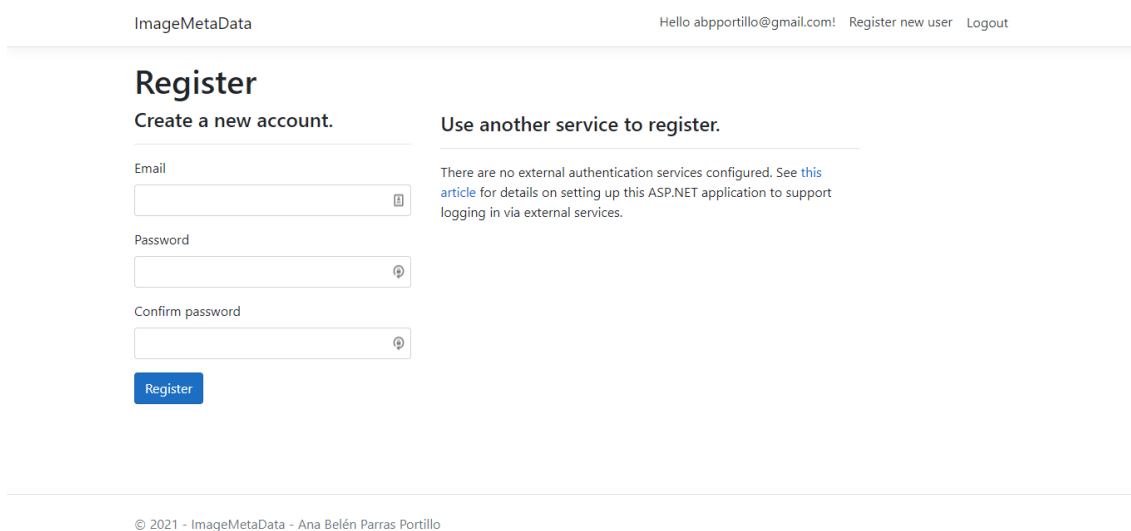 ImageMetaData
Hello abpportillo@gmail.com! Register new user Logout
Register
Create a new account.
Email
Password
Confirm password
Register
Use another service to register.
There are no external authentication services configured. See this
article for details on setting up this ASP.NET application to support
logging in via external services.
© 2021 - ImageMetaData - Ana Belén Parras Portillo